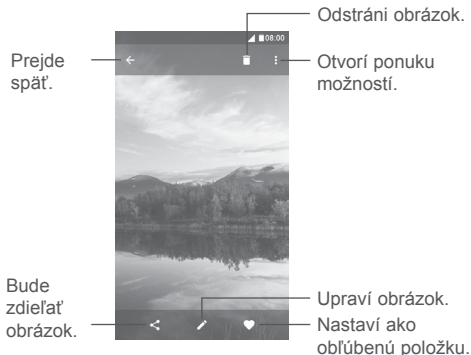 Odstráni obrázok.
08:00
Prejde
späť.
Otvorí ponuku
možností.
Bude
zdieľať
obrázok.
Upraví obrázok.
Nastaví ako
obľúbenú položku.